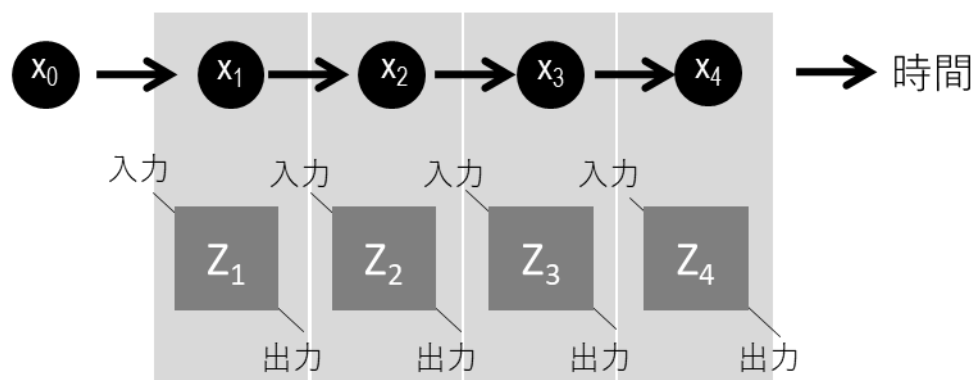 x₀ x₁ x₂ x₃ x₄ 時間
入力 入力 入力 入力
Z₁ Z₂ Z₃ Z₄
出力 出力 出力 出力